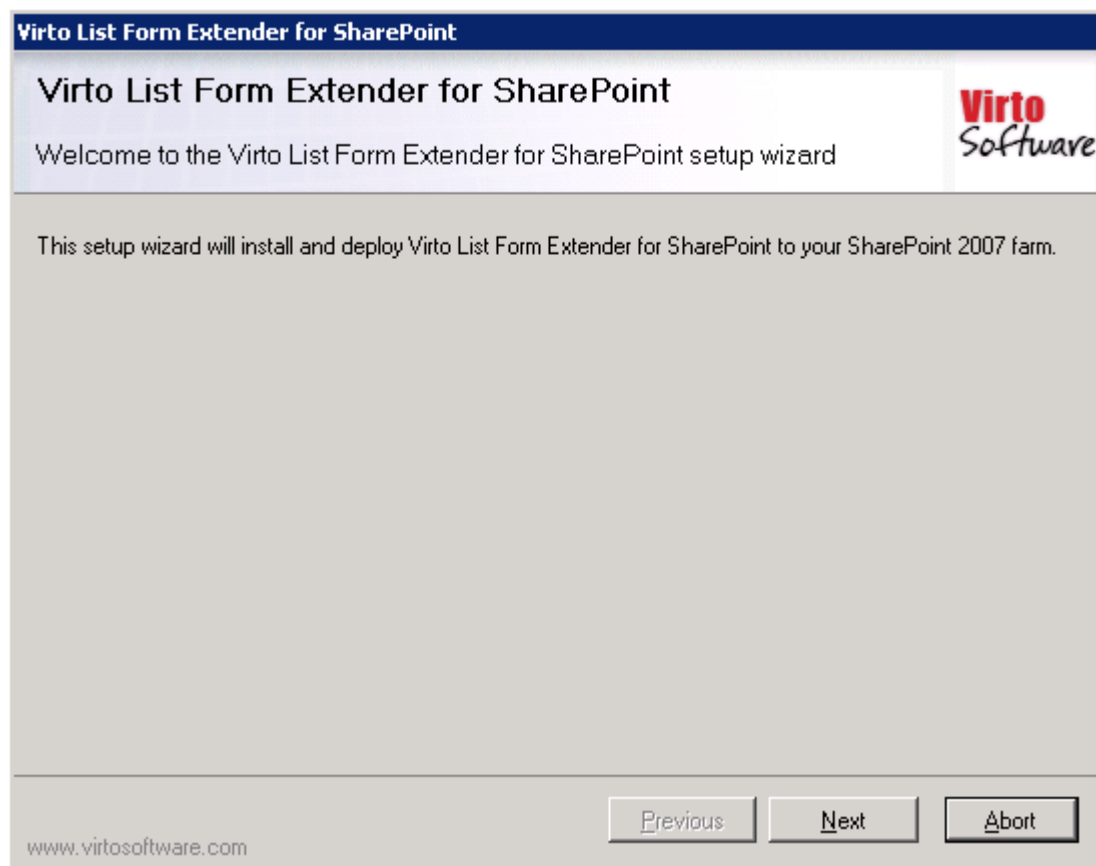 Virto List Form Extender for SharePoint
Virto List Form Extender for SharePoint
Welcome to the Virto List Form Extender for SharePoint setup wizard
Virto
Software
This setup wizard will install and deploy Virto List Form Extender for SharePoint to your SharePoint 2007 farm.
www.virtosoftware.com
Previous
Next
Abort